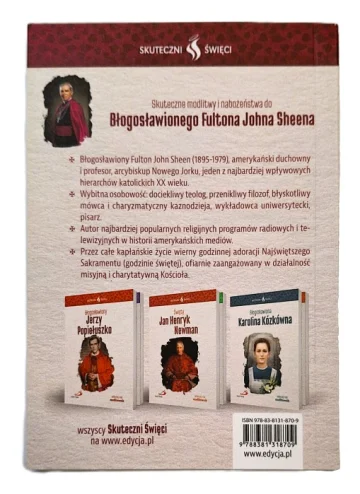 SKUTECZNI ŚWIĘCI
Skuteczne modlitwy i nabożeństwa do
Błogosławionego Fultona Johna Sheena
Błogosławiony Fulton John Sheen (1895-1979), amerykański duchowny
i profesor, arcybiskup Nowego Jorku, jeden z najbardziej wpływowych
hierarchów katolickich XX wieku.
Wybitna osobowość: dociekliwy teolog, przenikliwy filozof, błyskotliwy
mówca i charyzmatyczny kaznodzieja, wykładowca uniwersytecki,
pisarz.
Autor najbardziej popularnych religijnych programów radiowych i te-
lewizyjnych w historii amerykańskich mediów.
Przez całe kapłańskie życie wierny godzinnej adoracji Najświętszego
Sakramentu (godzinie świętej), ofiarnie zaangażowany w działalność
misyjną i charytatywną Kościoła.
Błogosławiony
Jerzy
Popiełuszko
Święty
Jan Henryk
Newman
Błogosławiona
Karolina Kózkówna
wszyscy Skuteczni Święci
na www.edycja.pl
ISBN 978-83-8131-870-9
9 788381 318709